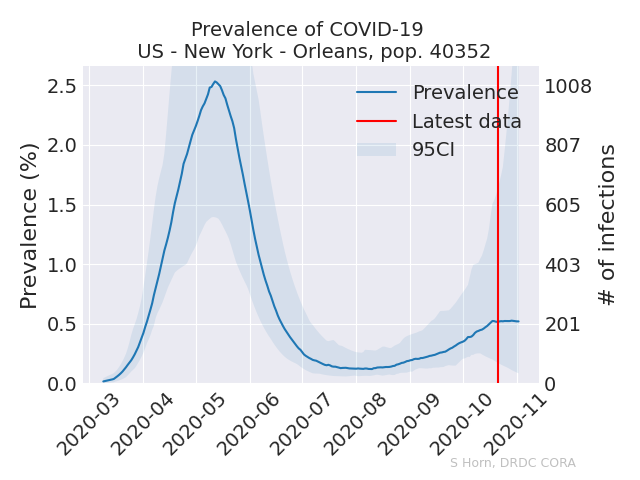 Prevalence of COVID-19
US - New York - Orleans, pop. 40352
Prevalence (%)
2.5
2.0
1.5
1.0
0.5
0.0
Prevalence
Latest data
95CI
1008
807
605
403
201
0
# of infections
2020-03
2020-04
2020-05
2020-06
2020-07
2020-08
2020-09
2020-10
2020-11
S Horn, DRDC CORA